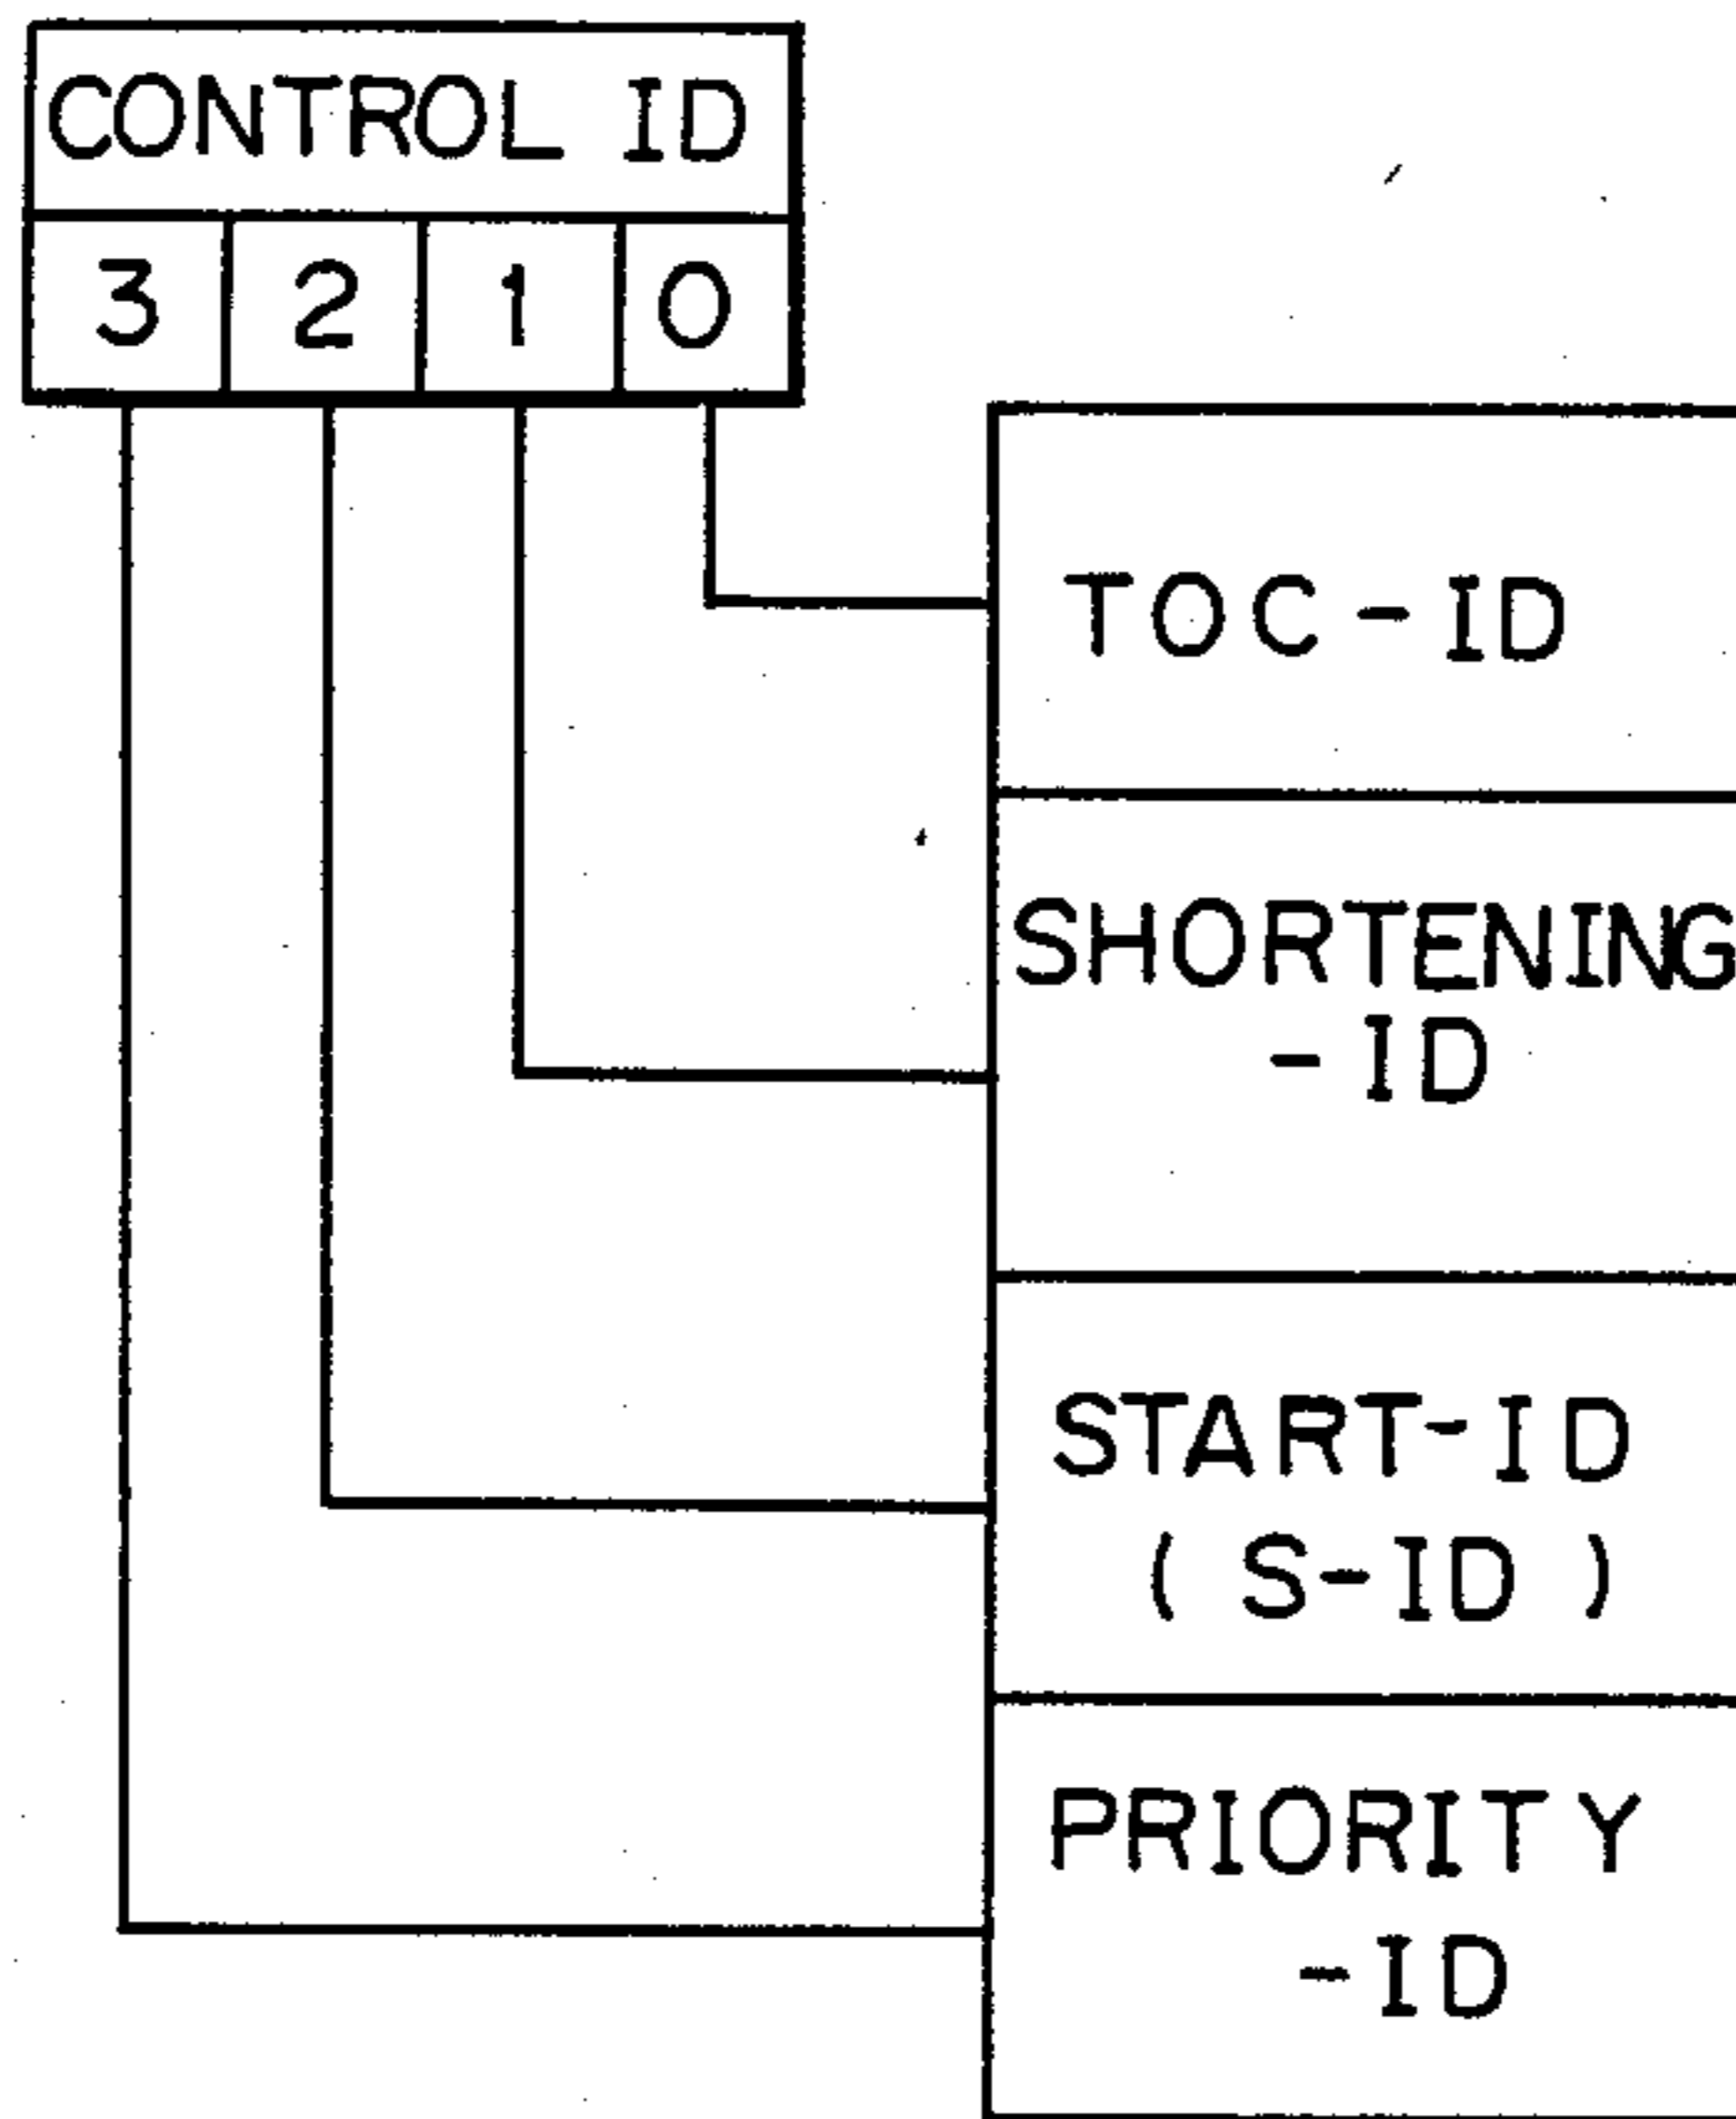 CONTROL ID
3 2 1 0
TOC-ID
SHORTENING
-ID
START-ID
( S-ID )
PRIORITY
-ID